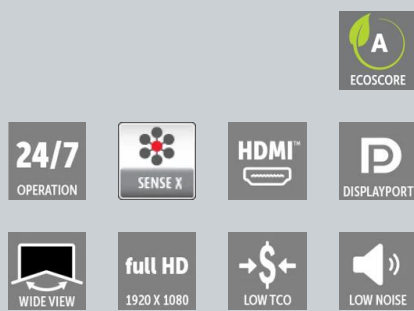 A
ECOSCORE
24/7
OPERATION
SENSE X
HDMI™
DISPLAYPORT
WIDE VIEW
full HD
1920 X 1080
$
LOW TCO
LOW NOISE